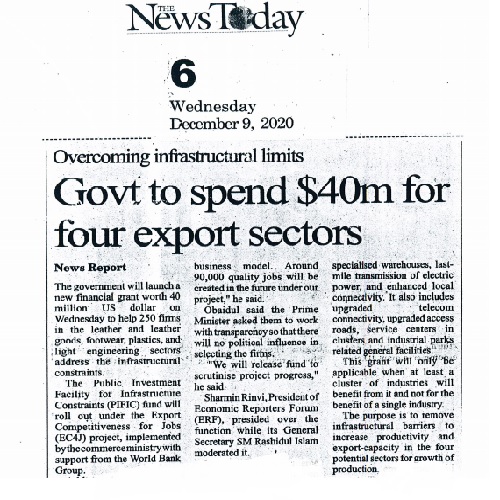 THE
News Today
6
Wednesday
December 9, 2020
Overcoming infrastructural limits
Govt to spend $40m for
four export sectors
News Report
The government will launch a
new financial grant worth 40
million US dollar on
Wednesday to help 250 firms
in the leather and leather
goods, footwear, plastics, and
light engineering sectors
address the infrastructural
constraints.
The Public Investment
Facility for Infrastructure
Constraints (PIFIC) fund will
roll out under the Export
Competitiveness for Jobs
(EC4J) project, implemented
by the commerce ministry with
support from the World Bank
Group.
business model. Around
90,000 quality jobs will be
created in the future under our
project," he said.
Obaidul said the Prime
Minister asked them to work
with transparency so that there
will no political influence in
selecting the firms.
"We will release fund to
scrutinise project progress,"
he said.
Sharmin Rinvi, President of
Economic Reporters Forum
(ERF), presided over the
function while its General
Secretary SM Rashidul Islam
moderated it.
specialised warehouses, last-
mile transmission of electric
power, and enhanced local
connectivity. It also includes
upgraded telecom
connectivity, upgraded access
roads, service centers in
clusters and industrial parks
related general facilities
This grant will only be
applicable when at least a
cluster of industries will
benefit from it and not for the
benefit of a single industry.
The purpose is to remove
infrastructural barriers to
increase productivity and
export-capacity in the four
potential sectors for growth of
production.